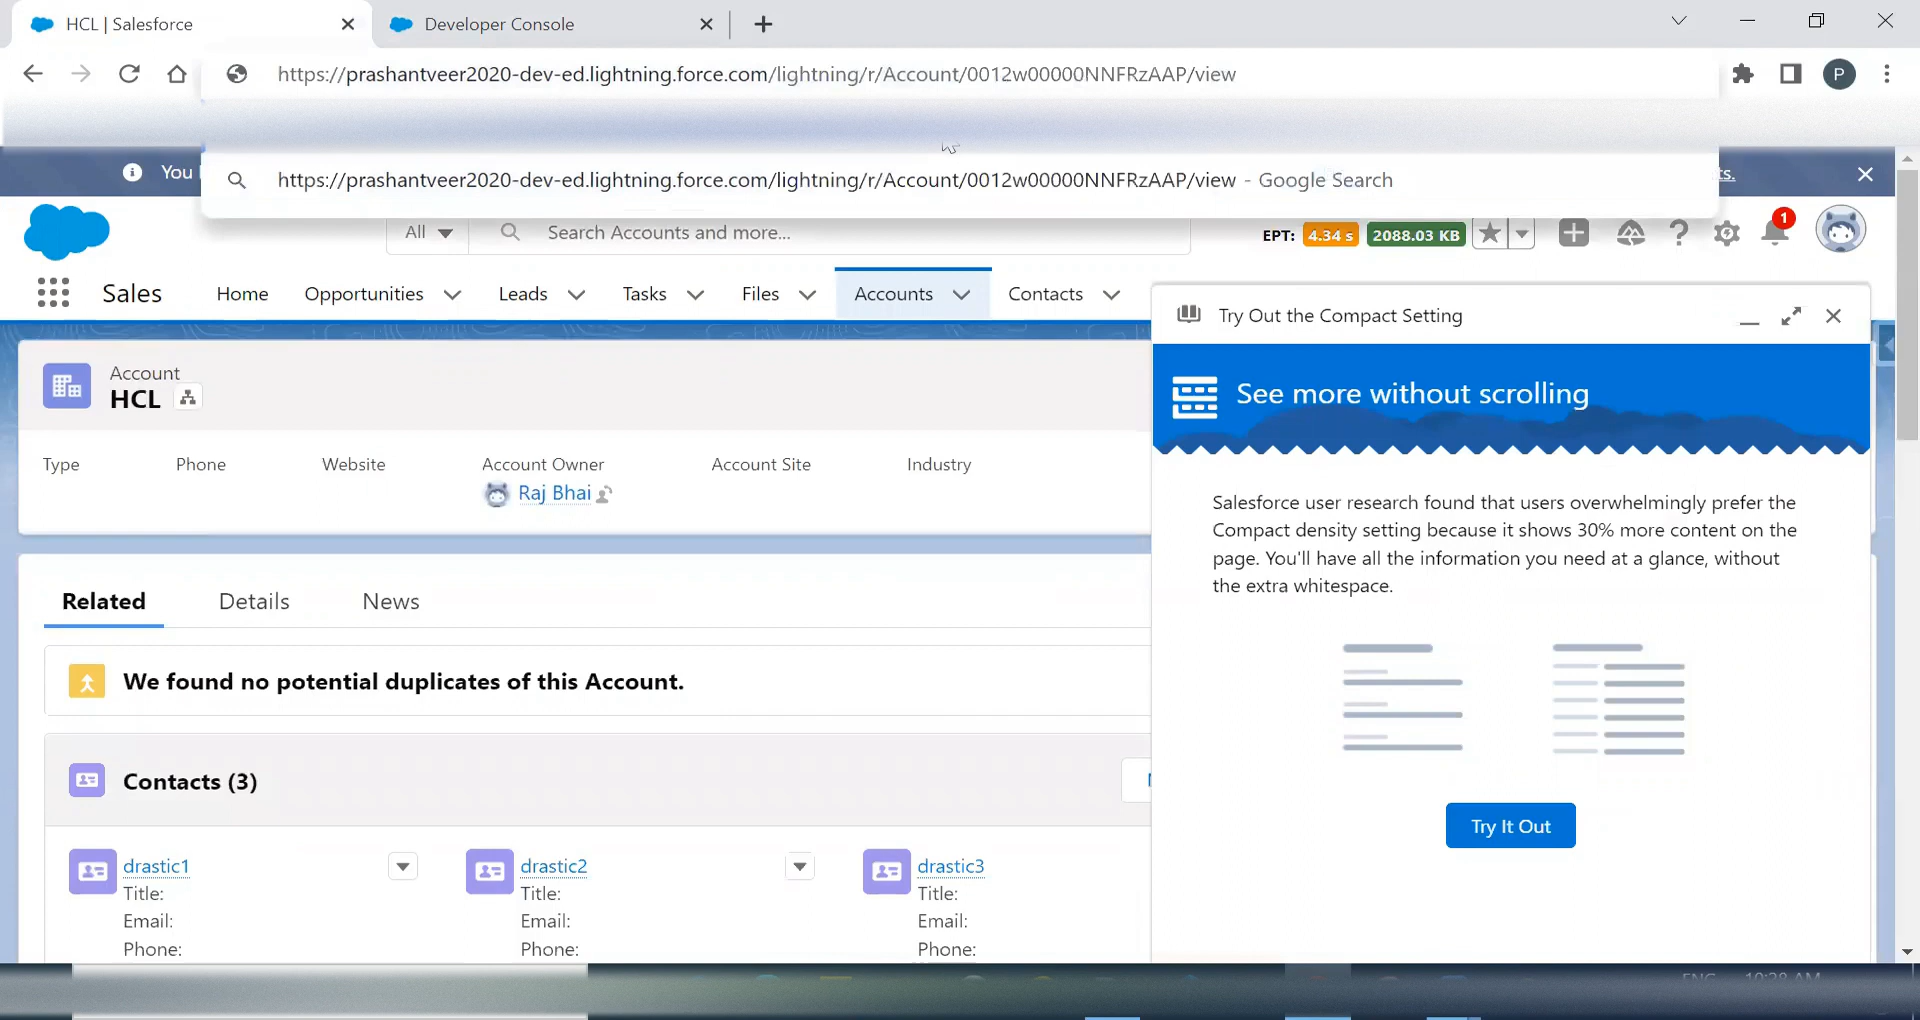 HCL | Salesforce
Developer Console
https://prashantveer2020-dev-ed.lightning.force.com/lightning/r/Account/0012w00000NNFRzAAP/view
P
You
https://prashantveer2020-dev-ed.lightning.force.com/lightning/r/Account/0012w00000NNFRzAAP/view - Google Search
ts.
All
Search Accounts and more...
EPT: 4.34 s 2088.03 KB
1
Sales Home Opportunities Leads Tasks Files Accounts Contacts
Try Out the Compact Setting
Account
HCL
See more without scrolling
Type Phone Website Account Owner Account Site Industry
Raj Bhai
Salesforce user research found that users overwhelmingly prefer the
Compact density setting because it shows 30% more content on the
page. You'll have all the information you need at a glance, without
the extra whitespace.
Related Details News
We found no potential duplicates of this Account.
Contacts (3)
Try It Out
drastic1 drastic2 drastic3
Title: Title: Title:
Email: Email: Email:
Phone: Phone: Phone: